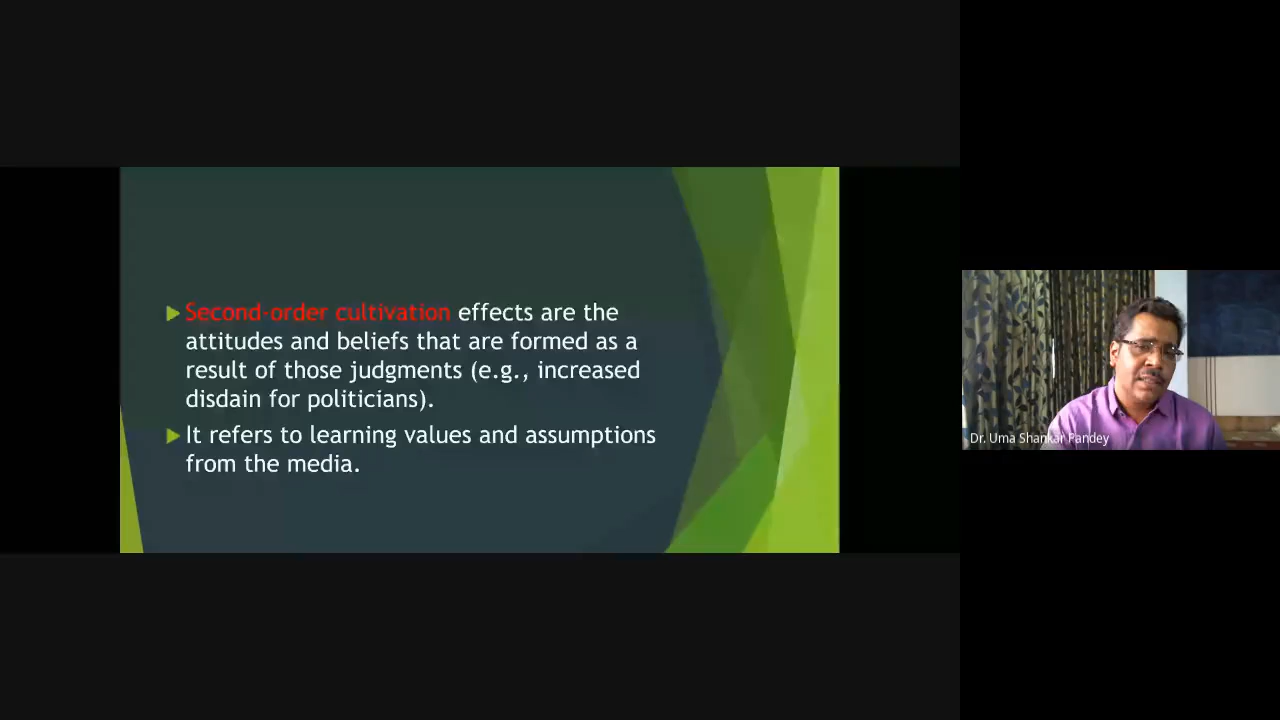 Second-order cultivation effects are the
attitudes and beliefs that are formed as a
result of those judgments (e.g., increased
disdain for politicians).
It refers to learning values and assumptions
from the media.
Dr. Uma Shankar Pandey